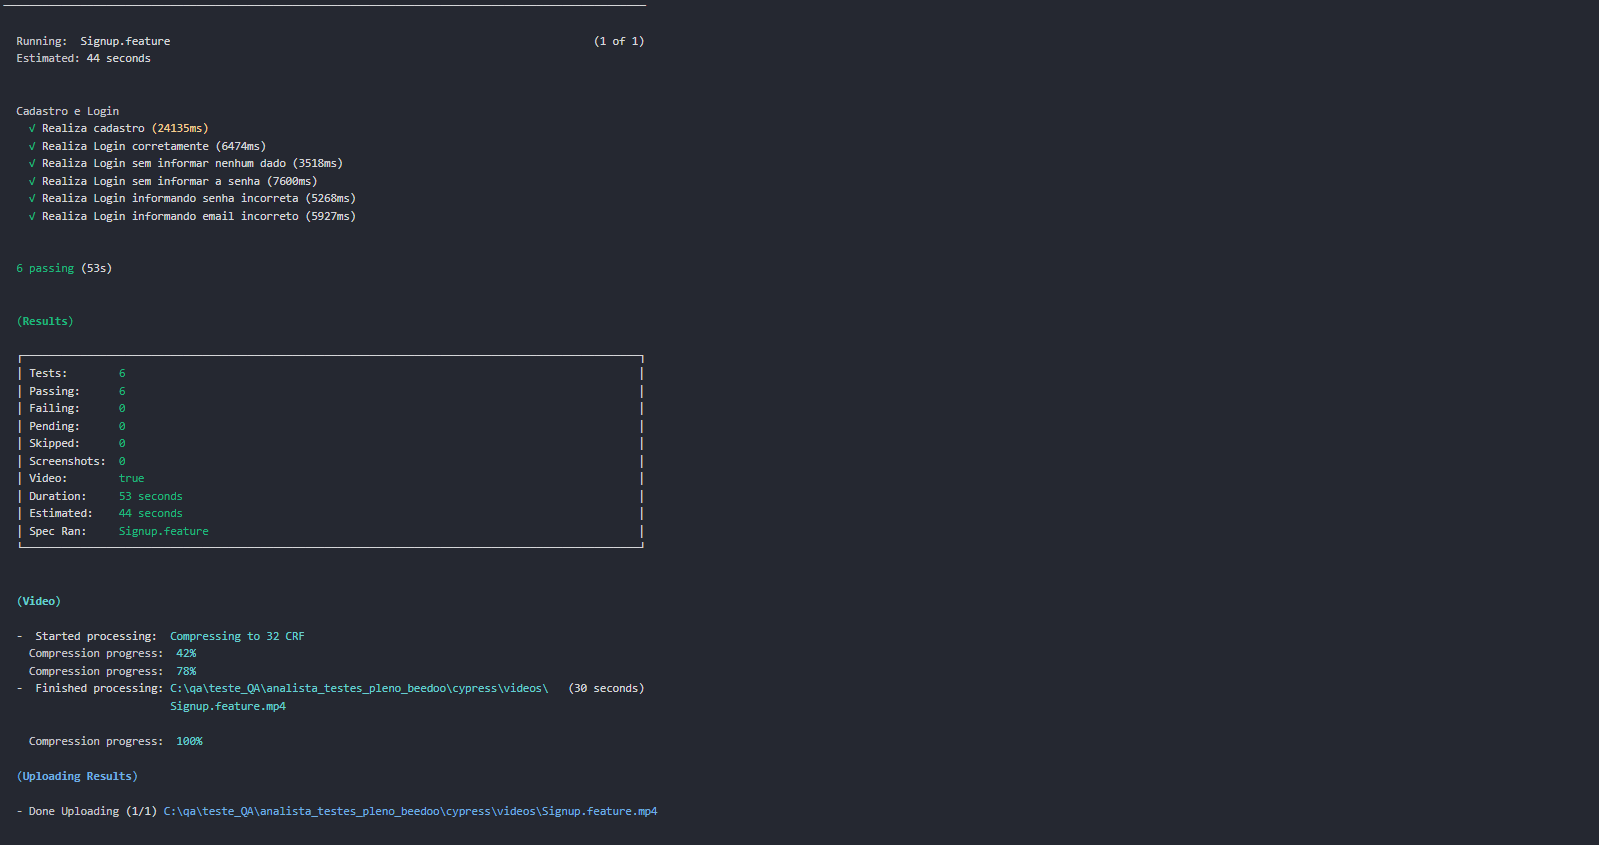 Running:  Signup.feature (1 of 1)
Estimated: 44 seconds
Cadastro e Login
√ Realiza cadastro (24135ms)
√ Realiza Login corretamente (6474ms)
√ Realiza Login sem informar nenhum dado (3518ms)
√ Realiza Login sem informar a senha (7600ms)
√ Realiza Login informando senha incorreta (5268ms)
√ Realiza Login informando email incorreto (5927ms)
6 passing (53s)
(Results)
Tests: 6
Passing: 6
Failing: 0
Pending: 0
Skipped: 0
Screenshots: 0
Video: true
Duration: 53 seconds
Estimated: 44 seconds
Spec Ran: Signup.feature
(Video)
-  Started processing:  Compressing to 32 CRF
Compression progress:  42%
Compression progress:  78%
-  Finished processing: C:\qa\teste_QA\analista_testes_pleno_beedoo\cypress\videos\ (30 seconds)
Signup.feature.mp4
Compression progress:  100%
(Uploading Results)
- Done Uploading (1/1) C:\qa\teste_QA\analista_testes_pleno_beedoo\cypress\videos\Signup.feature.mp4